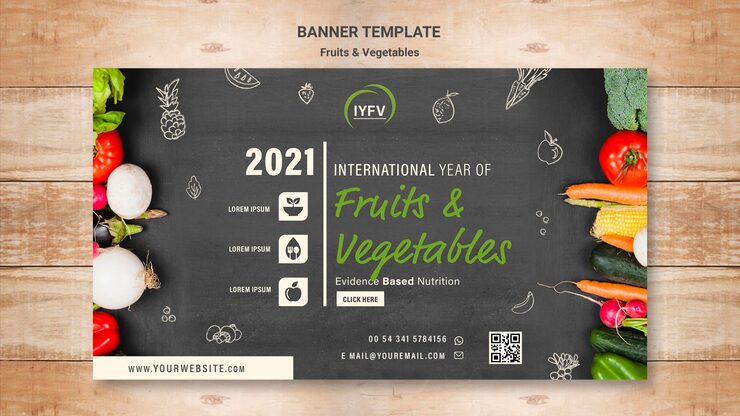 BANNER TEMPLATE
Fruits & Vegetables
IYFV
2021
INTERNATIONAL YEAR OF
Fruits &
Vegetables
LOREM IPSUM
LOREM IPSUM
LOREM IPSUM
Evidence Based Nutrition
CLICK HERE
00 54 341 5784156
E MAIL@YOUREMAIL.COM
WWW.YOURWEBSITE.COM